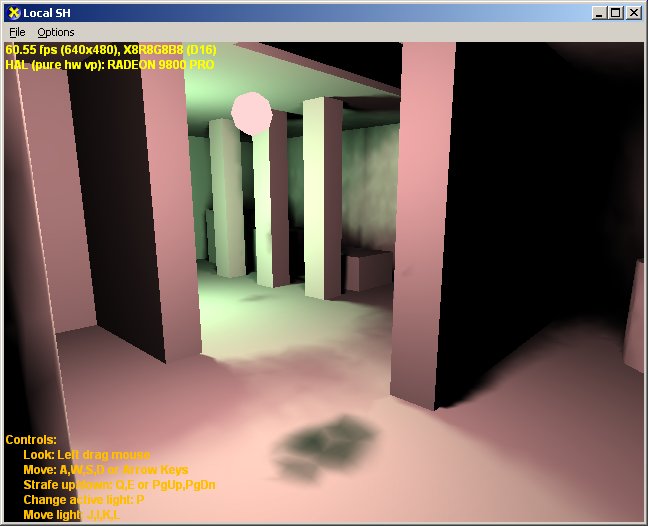 Local SH
File Options
60.55 fps (640x480), X8R8G8B8 (D16)
HAL (pure hw vp): RADEON 9800 PRO
Controls:
Look: Left drag mouse
Move: A,W,S,D or Arrow Keys
Strafe up/down: Q,E or PgUp,PgDn
Change active light: P
Move light: J,I,K,L